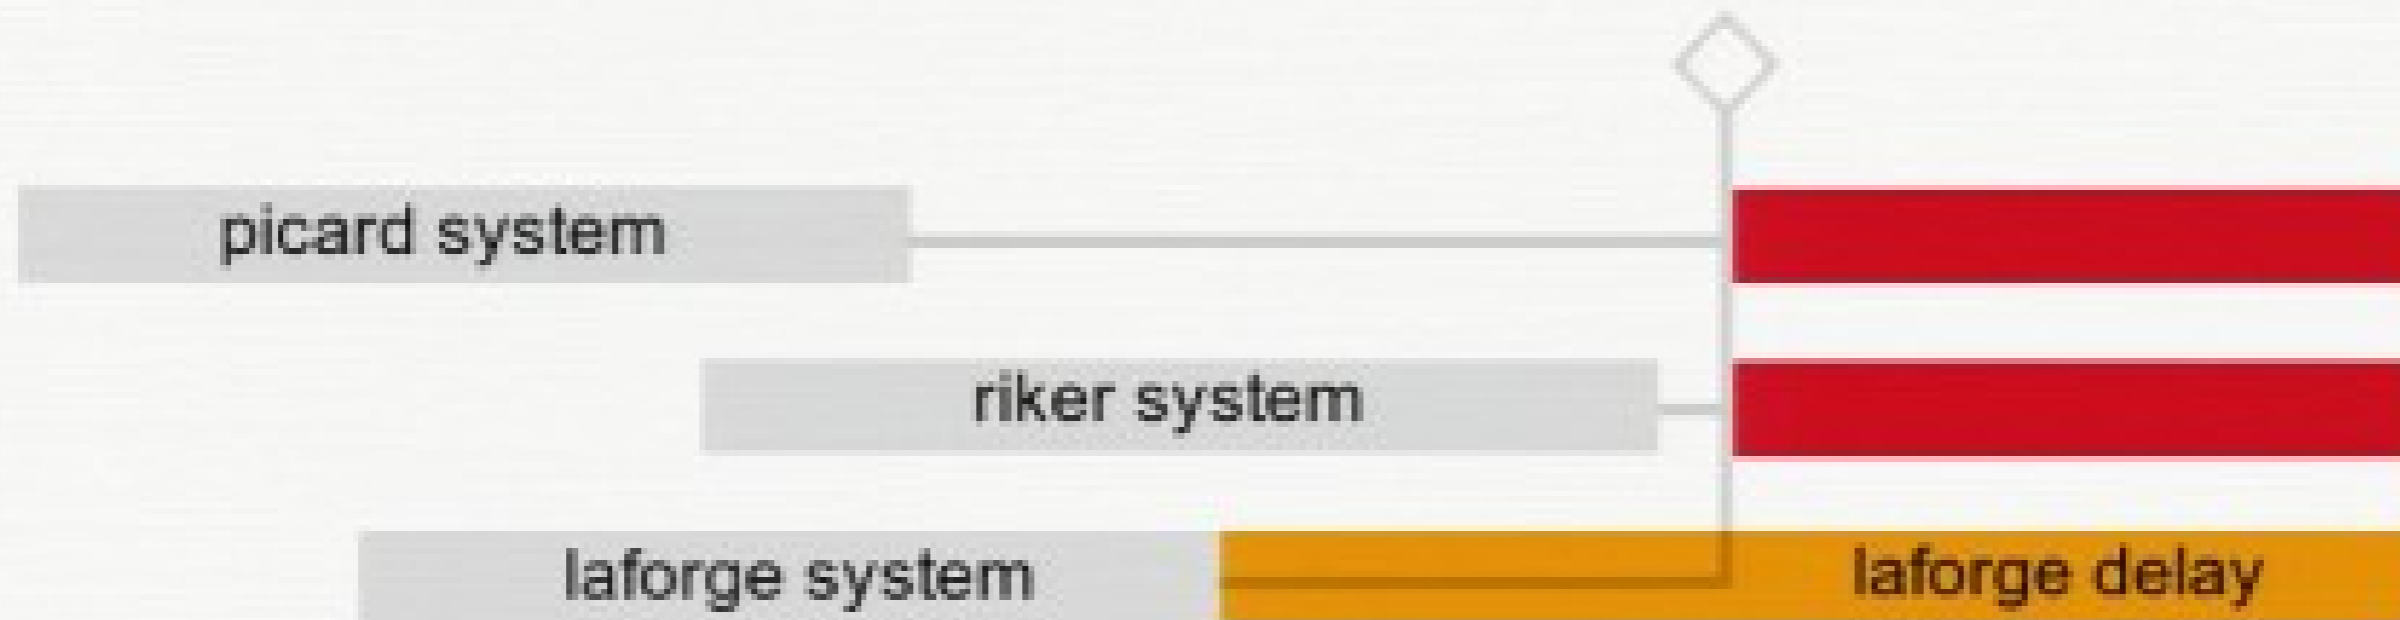 picard system
riker system
laforge system
laforge delay